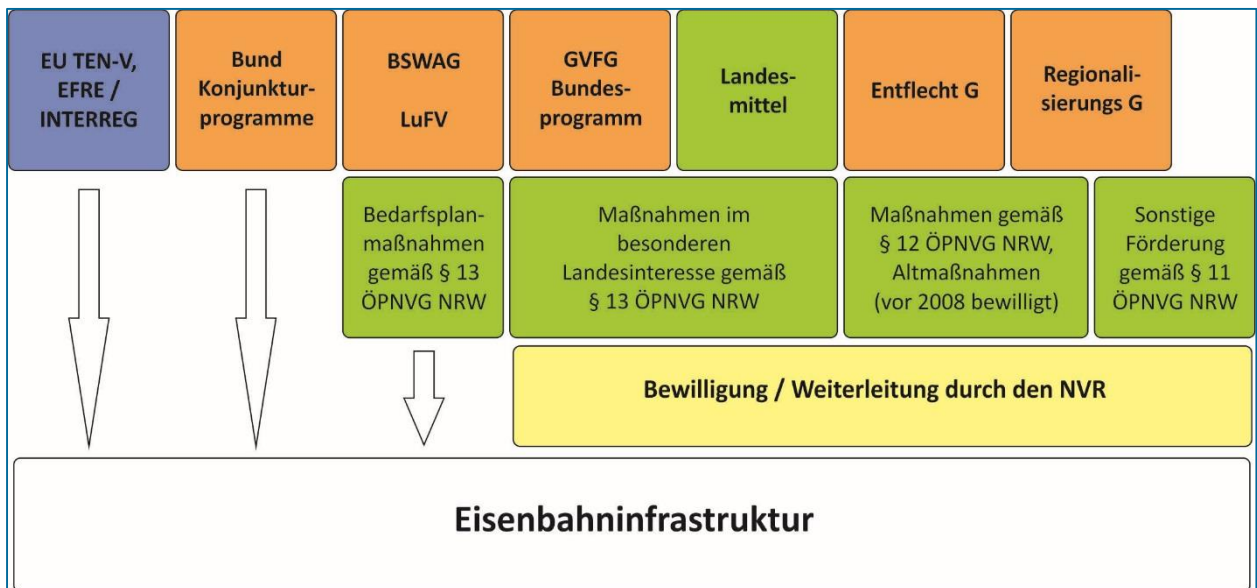 EU TEN-V,
EFRE /
INTERREG
Bund
Konjunktur-
programme
BSWAG
LuFV
GVFG
Bundes-
programm
Landes-
mittel
Entflecht G
Regionali-
sierungs G
Bedarfsplan-
maßnahmen
gemäß § 13
ÖPNVG NRW
Maßnahmen im
besonderen
Landesinteresse gemäß
§ 13 ÖPNVG NRW
Maßnahmen gemäß
§ 12 ÖPNVG NRW,
Altmaßnahmen
(vor 2008 bewilligt)
Sonstige
Förderung
gemäß § 11
ÖPNVG NRW
Bewilligung / Weiterleitung durch den NVR
Eisenbahninfrastruktur